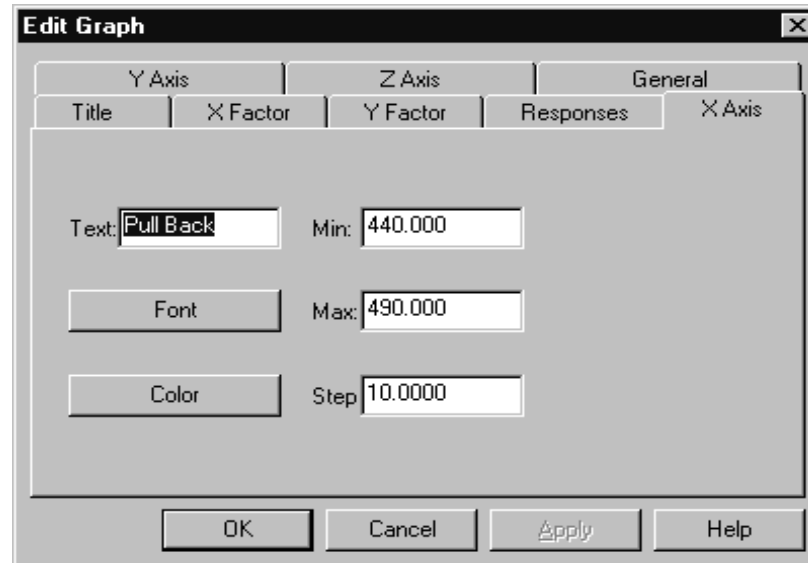 Edit Graph
Y Axis Z Axis General
Title X Factor Y Factor Responses X Axis
Text: Pull Back Min: 440.000
Font Max: 490.000
Color Step 10.0000
OK Cancel Apply Help